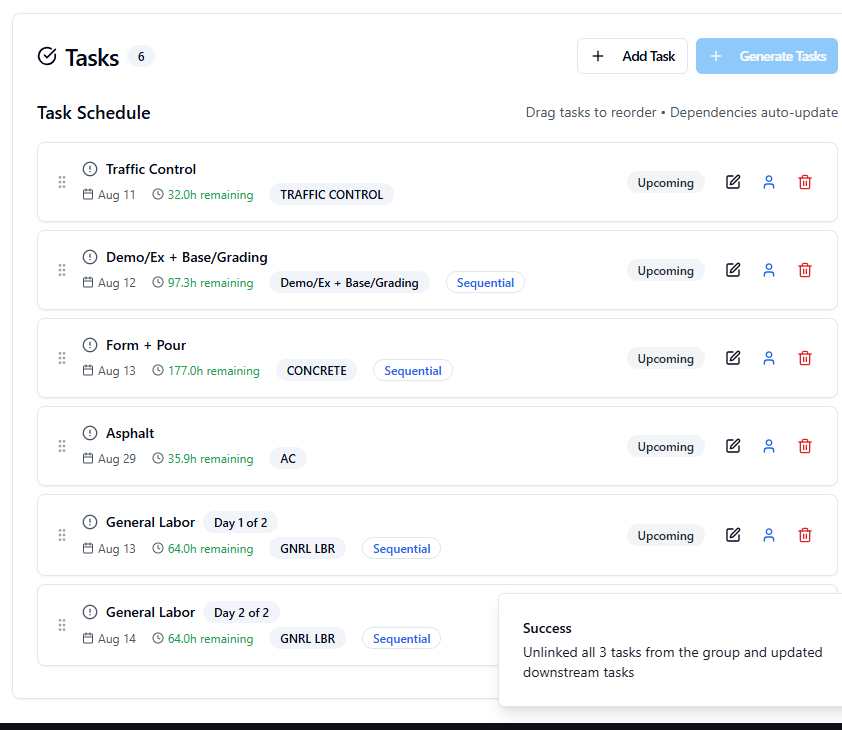 Tasks 6
Add Task
Generate Tasks
Task Schedule
Drag tasks to reorder • Dependencies auto-update
Traffic Control
Aug 11 32.0h remaining TRAFFIC CONTROL
Upcoming
Demo/Ex + Base/Grading
Aug 12 97.3h remaining Demo/Ex + Base/Grading Sequential
Upcoming
Form + Pour
Aug 13 177.0h remaining CONCRETE Sequential
Upcoming
Asphalt
Aug 29 35.9h remaining AC
Upcoming
General Labor Day 1 of 2
Aug 13 64.0h remaining GNRL LBR Sequential
Upcoming
General Labor Day 2 of 2
Aug 14 64.0h remaining GNRL LBR Sequential
Success
Unlinked all 3 tasks from the group and updated
downstream tasks